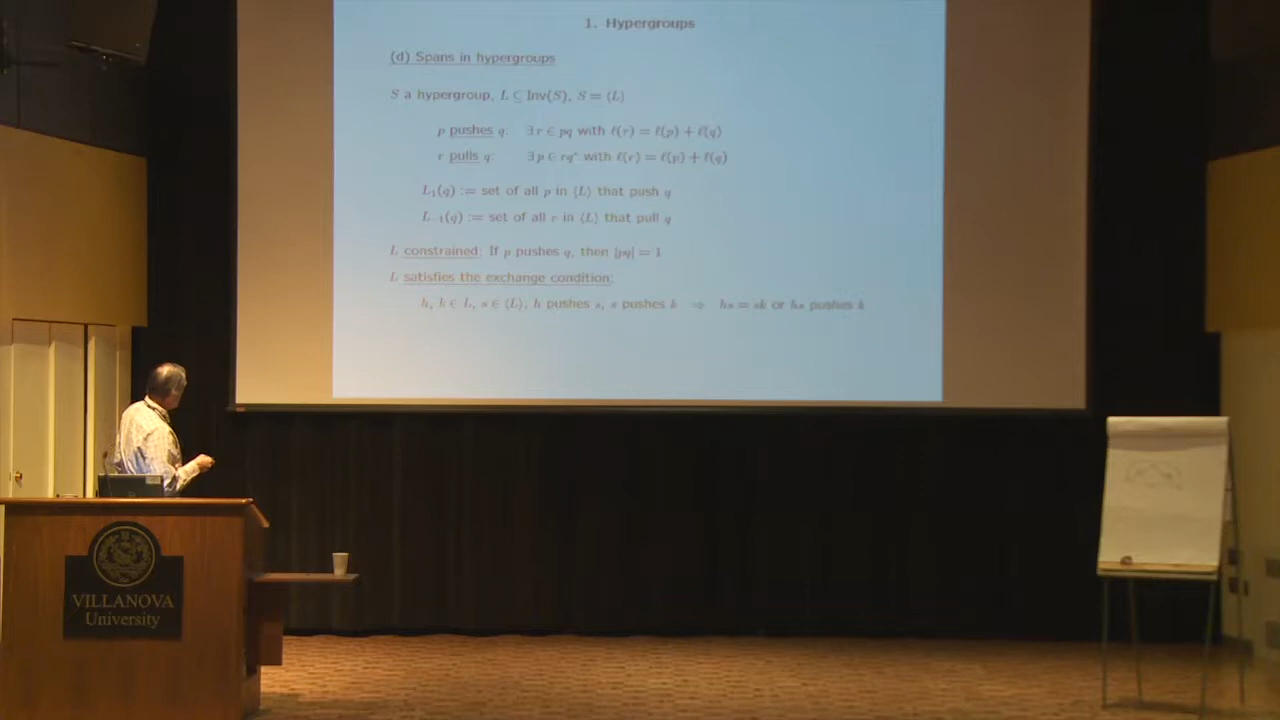 1. Hypergroups
(d) Spans in hypergroups
S a hypergroup, L ⊆ Inv(S), S = ⟨L⟩
p pushes q: ∃ r ∈ pq with ℓ(r) = ℓ(p) + ℓ(q)
r pulls q: ∃ p ∈ rq* with ℓ(r) = ℓ(p) + ℓ(q)
L₁(q) := set of all p in ⟨L⟩ that push q
L₋₁(q) := set of all r in ⟨L⟩ that pull q
L constrained: If p pushes q, then |pq| = 1
L satisfies the exchange condition:
h, k ∈ L, s ∈ ⟨L⟩, h pushes s, s pushes k ⇒ hs = sk or hs pushes k
VILLANOVA
University